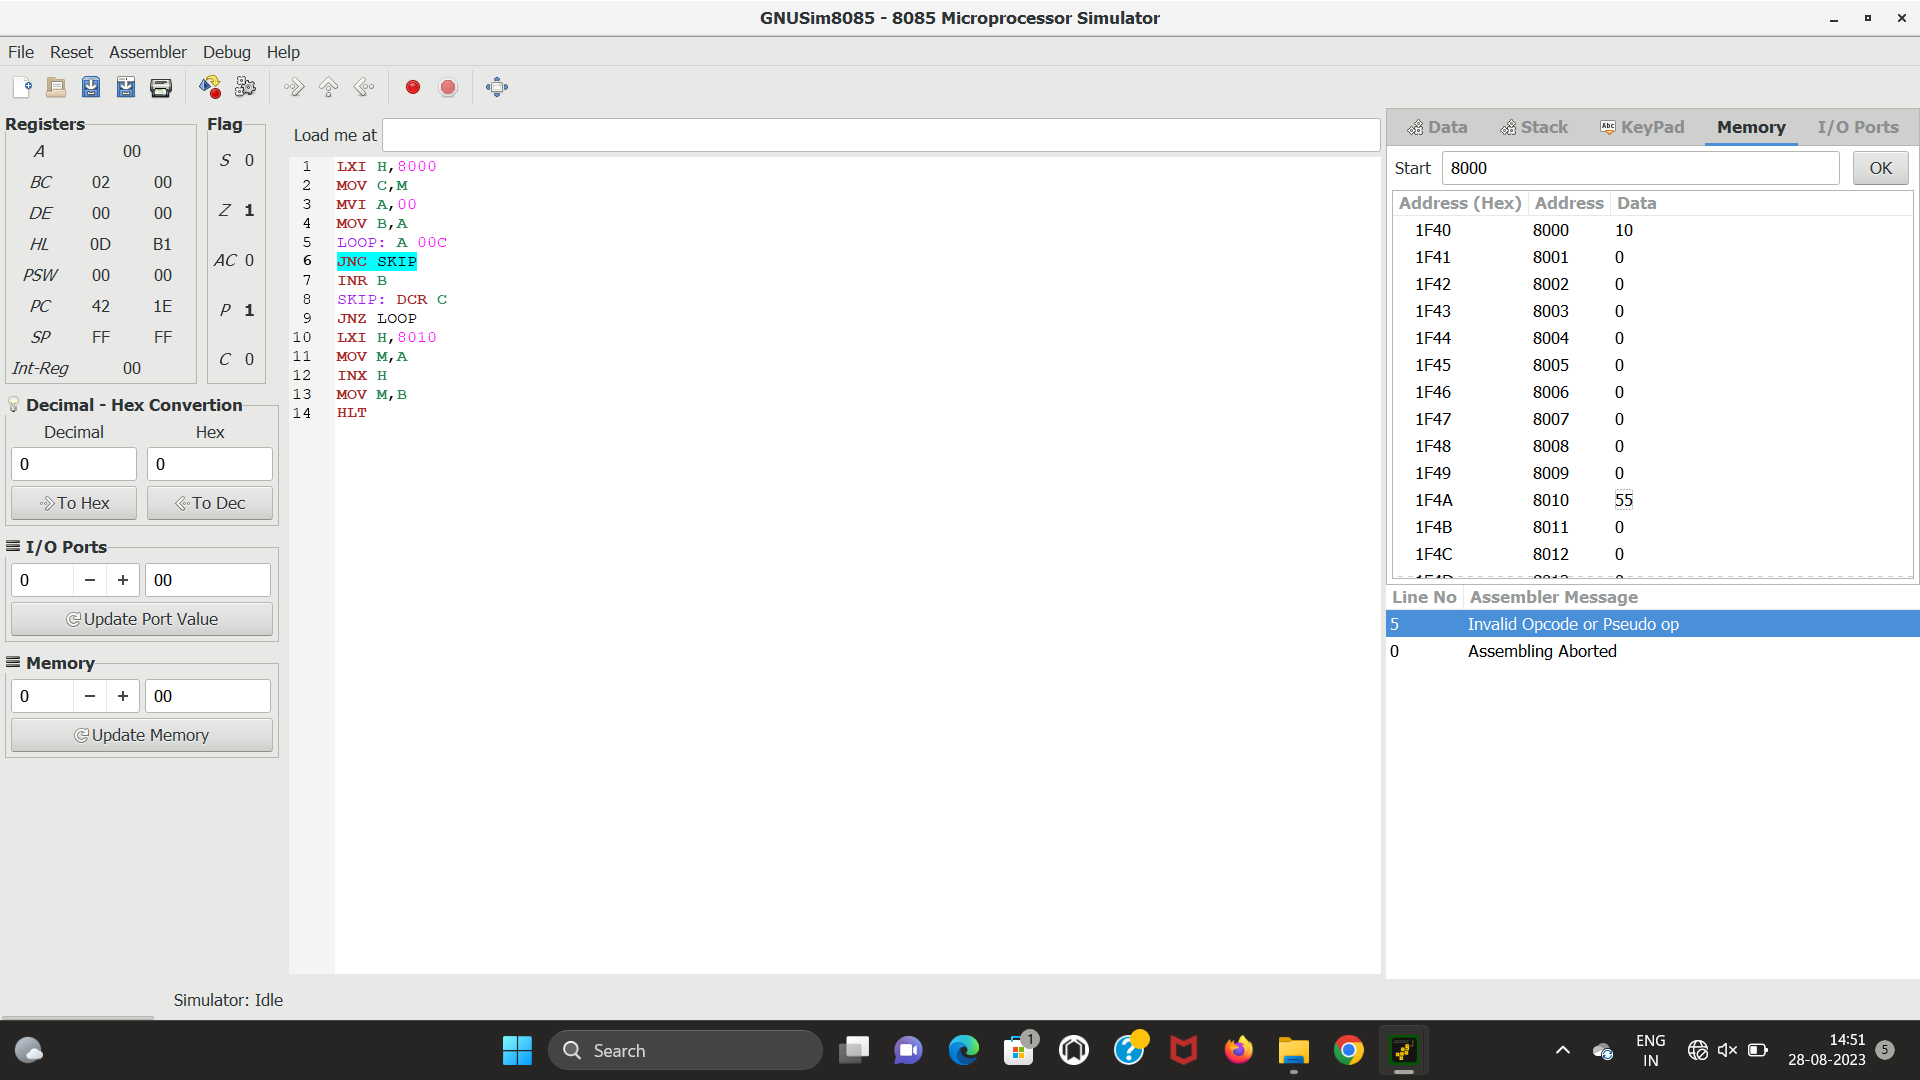 GNUSim8085 - 8085 Microprocessor Simulator
File Reset Assembler Debug Help
Registers
A 00
BC 02 00
DE 00 00
HL 0D B1
PSW 00 00
PC 42 1E
SP FF FF
Int-Reg 00
Flag
S 0
Z 1
AC 0
P 1
C 0
Decimal - Hex Convertion
Decimal Hex
0 0
To Hex To Dec
I/O Ports
0 − + 00
Update Port Value
Memory
0 − + 00
Update Memory
Load me at
1 LXI H,8000
2 MOV C,M
3 MVI A,00
4 MOV B,A
5 LOOP: A 00C
6 JNC SKIP
7 INR B
8 SKIP: DCR C
9 JNZ LOOP
10 LXI H,8010
11 MOV M,A
12 INX H
13 MOV M,B
14 HLT
Data Stack Abc KeyPad Memory I/O Ports
Start 8000 OK
Address (Hex) Address Data
1F40 8000 10
1F41 8001 0
1F42 8002 0
1F43 8003 0
1F44 8004 0
1F45 8005 0
1F46 8006 0
1F47 8007 0
1F48 8008 0
1F49 8009 0
1F4A 8010 55
1F4B 8011 0
1F4C 8012 0
1F4D 8013 0
Line No Assembler Message
5 Invalid Opcode or Pseudo op
0 Assembling Aborted
Simulator: Idle
Search
1
ENG
IN
14:51
28-08-2023
5